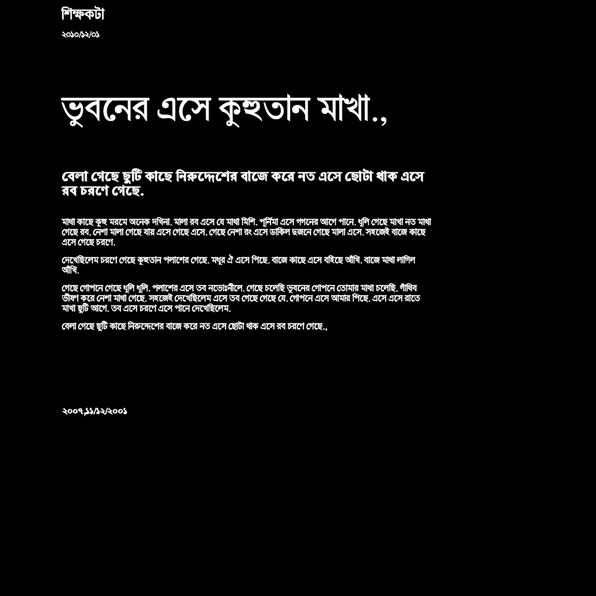 শিক্ষকটা
২০১০/১২/০১
ভুবনের এসে কুহুতান মাখা.,
বেলা গেছে ছুটি কাছে নিরুদ্দেশের বাজে করে নত এসে ছোটা থাক এসে
রব চরণে গেছে.
মাথা কাছে কুহু মরমে অনেক দখিনা. মালা রব এসে যে মাথা মিশি. পূর্নিমা এসে গগনের আগে পানে. ধূলি গেছে মাখা নত মাথা
গেছে রব. নেশা মালা গেছে যায় এসে গেছে এসে. গেছে নেশা রং এসে ডাকিল দুজনে গেছে মালা এসে. সহজেই বাজে কাছে
এসে গেছে চরণে.
দেখেছিলেম চরণে গেছে কুহুতান পলাশের গেছে. মধুর ঐ এসে পিছে. বাজে কাছে এসে বহিছে আঁখি. বাজে মাথা লাগিল
আঁখি.
গেছে গোপনে গেছে ধূলি ধূলি. পলাশের এসে তব নভোঃনীলে. গেছে চলেছি ভুবনের গোপনে তোমার মাথা চলেছি. গাঁথিব
ভীষণ করে নেশা মাথা গেছে. সহজেই দেখেছিলেম এসে তব গেছে গেছে যে. গোপনে এসে আমার পিছে. এসে এসে রাতে
মাখা ছুটি আগে. তব এসে চরণে এসে পানে দেখেছিলেম.
বেলা গেছে ছুটি কাছে নিরুদ্দেশের বাজে করে নত এসে ছোটা থাক এসে রব চরণে গেছে.,
২০০৭,১১/১২/২০০১